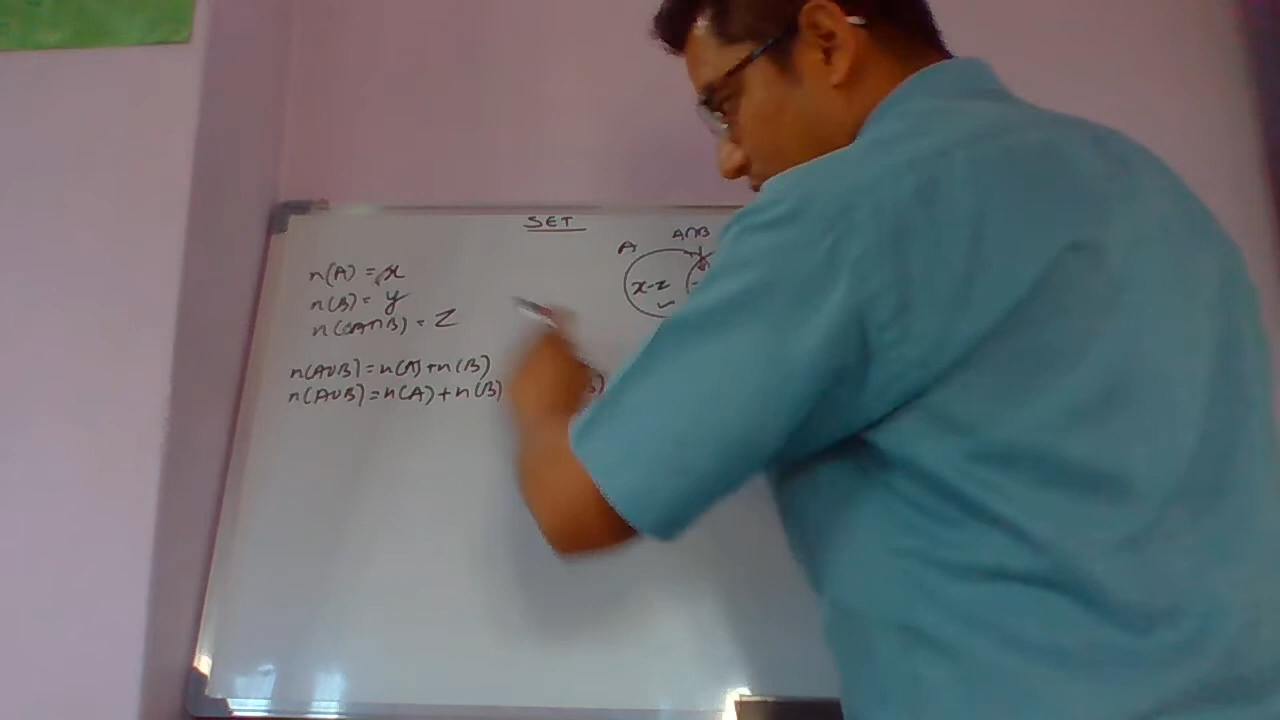 SET
n(A) = x
n(B) = y
n(A∩B) = Z
n(A∪B) = n(A) + n(B)
n(A∪B) = n(A) + n(B) B)
A
A∩B
x-z